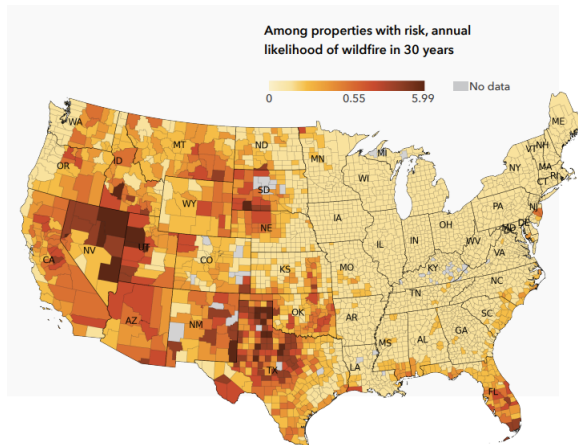 Among properties with risk, annual
likelihood of wildfire in 30 years
No data
0 0.55 5.99
WA
MT
ND
MN
MI
ME
OR
ID
SD
WI
VT NH
NY
MA
CT RI
WY
NE
IA
PA
NJ
NV
UT
CO
IL
IN
OH
MD
DE
DC
WV
VA
CA
KS
MO
KY
NC
TN
AZ
NM
OK
AR
SC
MS
AL
GA
TX
LA
FL